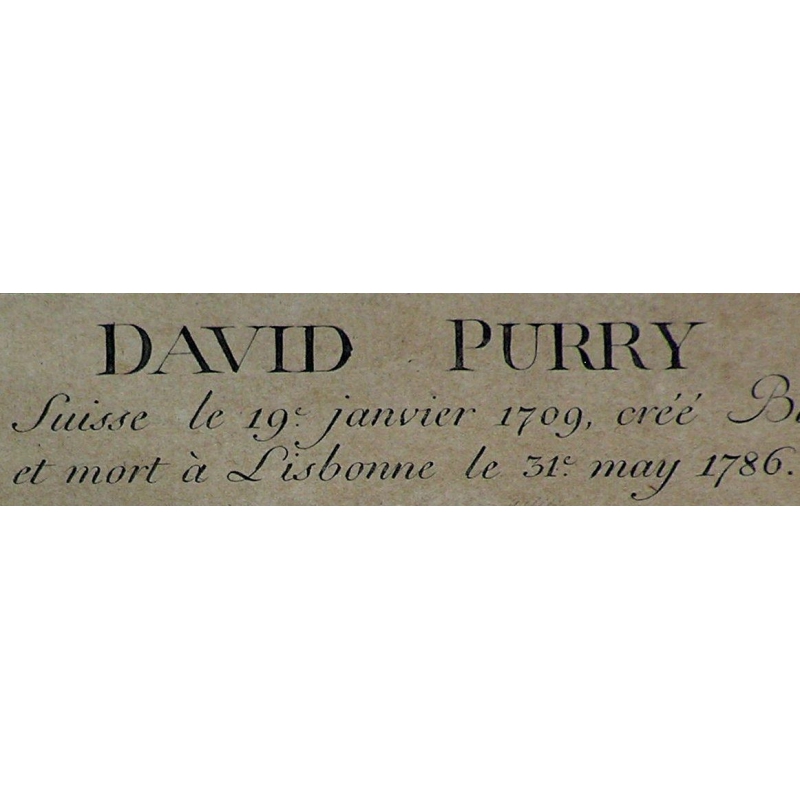 DAVID PURRY
Suisse le 19e janvier 1709, créé
et mort à Lisbonne le 31e may 1786.